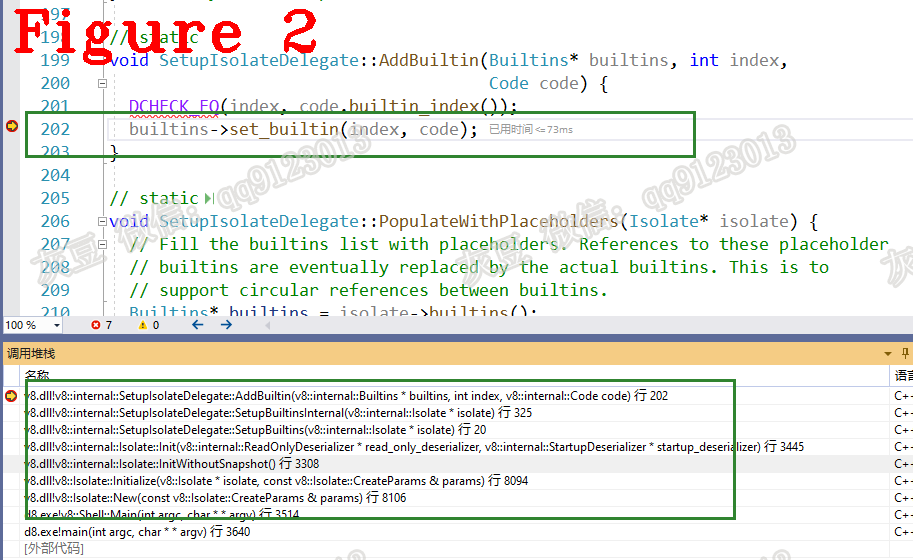 Figure 2
197
198 // static
199 void SetupIsolateDelegate::AddBuiltin(Builtins* builtins, int index,
200 Code code) {
201 DCHECK_EQ(index, code.builtin_index());
202 builtins->set_builtin(index, code); 已用时间<=73ms
203 }
204
205 // static
206 void SetupIsolateDelegate::PopulateWithPlaceholders(Isolate* isolate) {
207 // Fill the builtins list with placeholders. References to these placeholder
208 // builtins are eventually replaced by the actual builtins. This is to
209 // support circular references between builtins.
210 Builtins* builtins = isolate->builtins();
灰豆 微信：qq9123013
灰豆 微信：qq9123013
灰
100 % 7 0
调用堆栈
名称 语言
v8.dll!v8::internal::SetupIsolateDelegate::AddBuiltin(v8::internal::Builtins * builtins, int index, v8::internal::Code code) 行 202 C++
v8.dll!v8::internal::SetupIsolateDelegate::SetupBuiltinsInternal(v8::internal::Isolate * isolate) 行 325 C++
v8.dll!v8::internal::SetupIsolateDelegate::SetupBuiltins(v8::internal::Isolate * isolate) 行 20 C++
v8.dll!v8::internal::Isolate::Init(v8::internal::ReadOnlyDeserializer * read_only_deserializer, v8::internal::StartupDeserializer * startup_deserializer) 行 3445 C++
v8.dll!v8::internal::Isolate::InitWithoutSnapshot() 行 3308 C++
v8.dll!v8::Isolate::Initialize(v8::Isolate * isolate, const v8::Isolate::CreateParams & params) 行 8094 C++
v8.dll!v8::Isolate::New(const v8::Isolate::CreateParams & params) 行 8106 C++
d8.exe!v8::Shell::Main(int argc, char * * argv) 行 3514 C++
d8.exe!main(int argc, char * * argv) 行 3640 C++
[外部代码]